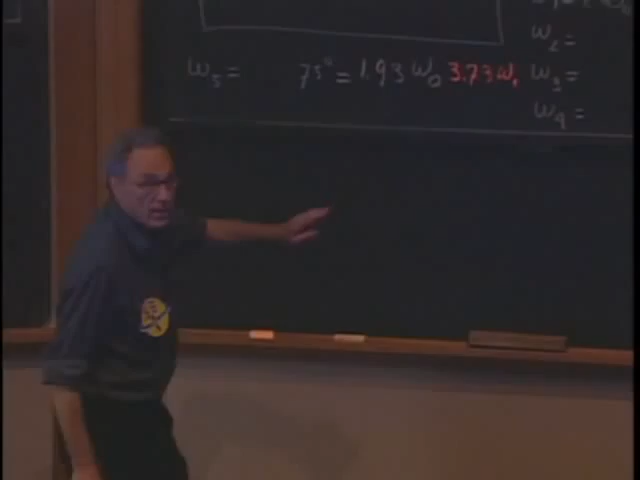 ω₂ =
ω₅ = 75° = 1.93 ω₀ 3.73 ω₁
ω₃ =
ω₄ =